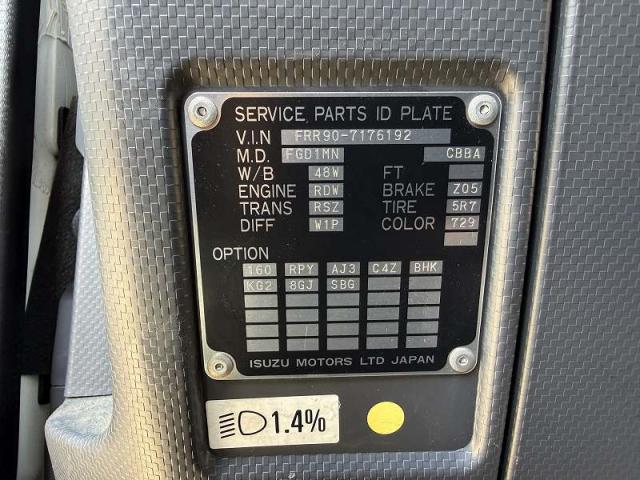 SERVICE PARTS ID PLATE
V.I.N FRR90-7176192
M.D. FGD1MN CBBA
W/B 48W FT
ENGINE RDW BRAKE Z05
TRANS RSZ TIRE 5R7
DIFF W1P COLOR 729
OPTION
160 RPY AJ3 C4Z BHK
KG2 8GJ SBG
ISUZU MOTORS LTD JAPAN
1.4%